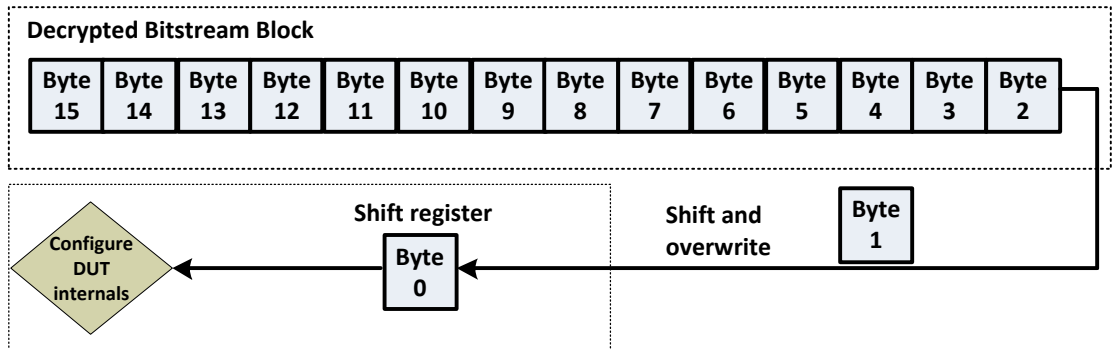 Decrypted Bitstream Block
Byte 15 Byte 14 Byte 13 Byte 12 Byte 11 Byte 10 Byte 9 Byte 8 Byte 7 Byte 6 Byte 5 Byte 4 Byte 3 Byte 2
Shift register
Shift and
overwrite
Byte
1
Configure
DUT
internals
Byte
0